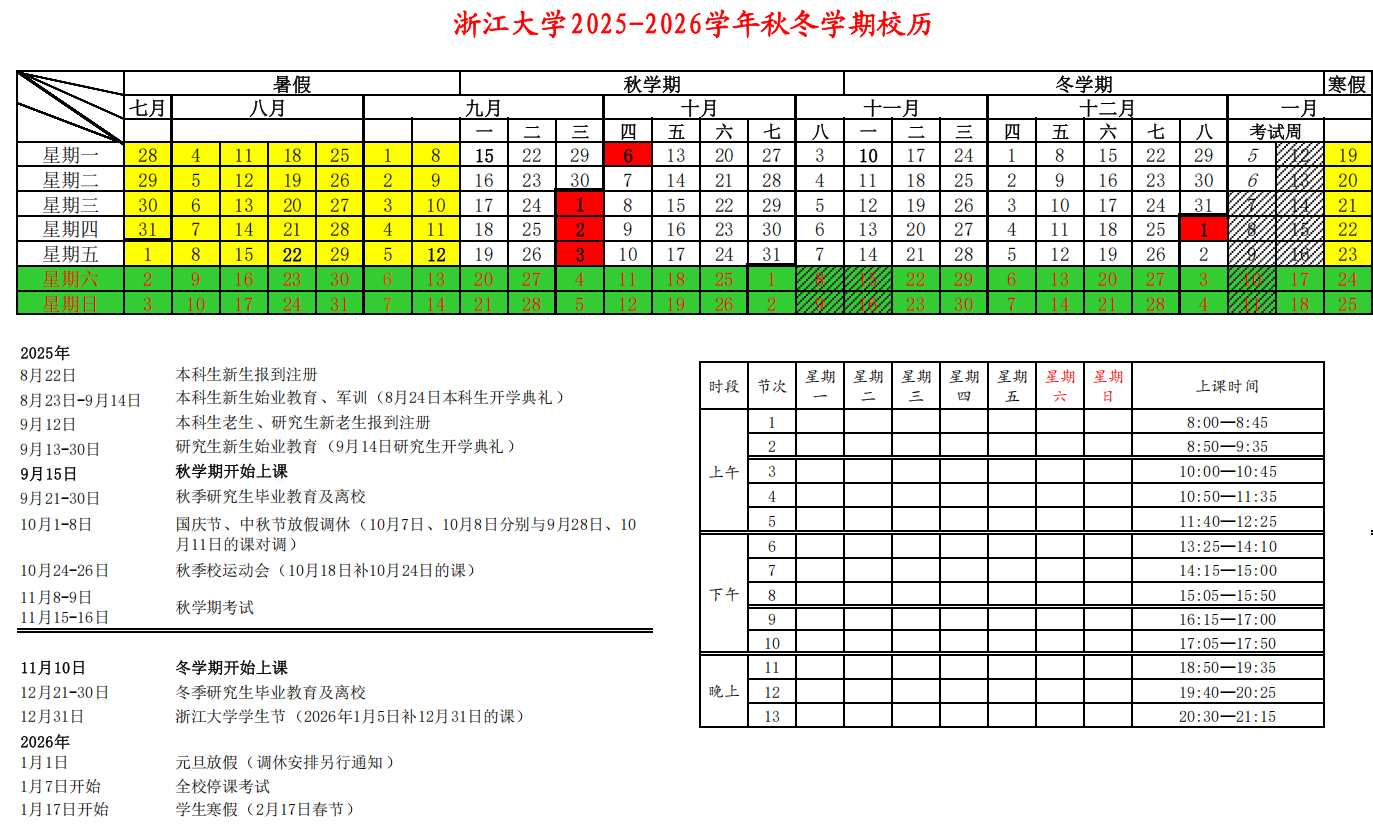 浙江大学2025-2026学年秋冬学期校历
暑假 秋学期 冬学期 寒假
七月 八月 九月 十月 十一月 十二月 一月
一 二 三 四 五 六 七 八 一 二 三 四 五 六 七 八 考试周
星期一 28 4 11 18 25 1 8 15 22 29 6 13 20 27 3 10 17 24 1 8 15 22 29 5 12 19
星期二 29 5 12 19 26 2 9 16 23 30 7 14 21 28 4 11 18 25 2 9 16 23 30 6 13 20
星期三 30 6 13 20 27 3 10 17 24 1 8 15 22 29 5 12 19 26 3 10 17 24 31 7 14 21
星期四 31 7 14 21 28 4 11 18 25 2 9 16 23 30 6 13 20 27 4 11 18 25 1 8 15 22
星期五 1 8 15 22 29 5 12 19 26 3 10 17 24 31 7 14 21 28 5 12 19 26 2 9 16 23
星期六 2 9 16 23 30 6 13 20 27 4 11 18 25 1 8 15 22 29 6 13 20 27 3 10 17 24
星期日 3 10 17 24 31 7 14 21 28 5 12 19 26 2 9 16 23 30 7 14 21 28 4 11 18 25
2025年
8月22日 本科生新生报到注册
8月23日-9月14日 本科生新生始业教育、军训（8月24日本科生开学典礼）
9月12日 本科生老生、研究生新老生报到注册
9月13-30日 研究生新生始业教育（9月14日研究生开学典礼）
9月15日 秋学期开始上课
9月21-30日 秋季研究生毕业教育及离校
10月1-8日 国庆节、中秋节放假调休（10月7日、10月8日分别与9月28日、10
月11日的课对调）
10月24-26日 秋季校运动会（10月18日补10月24日的课）
11月8-9日
11月15-16日 秋学期考试
11月10日 冬学期开始上课
12月21-30日 冬季研究生毕业教育及离校
12月31日 浙江大学学生节（2026年1月5日补12月31日的课）
2026年
1月1日 元旦放假（调休安排另行通知）
1月7日开始 全校停课考试
1月17日开始 学生寒假（2月17日春节）
时段 节次 星期一 星期二 星期三 星期四 星期五 星期六 星期日 上课时间
上午
1 8:00—8:45
2 8:50—9:35
3 10:00—10:45
4 10:50—11:35
5 11:40—12:25
下午
6 13:25—14:10
7 14:15—15:00
8 15:05—15:50
9 16:15—17:00
10 17:05—17:50
晚上
11 18:50—19:35
12 19:40—20:25
13 20:30—21:15